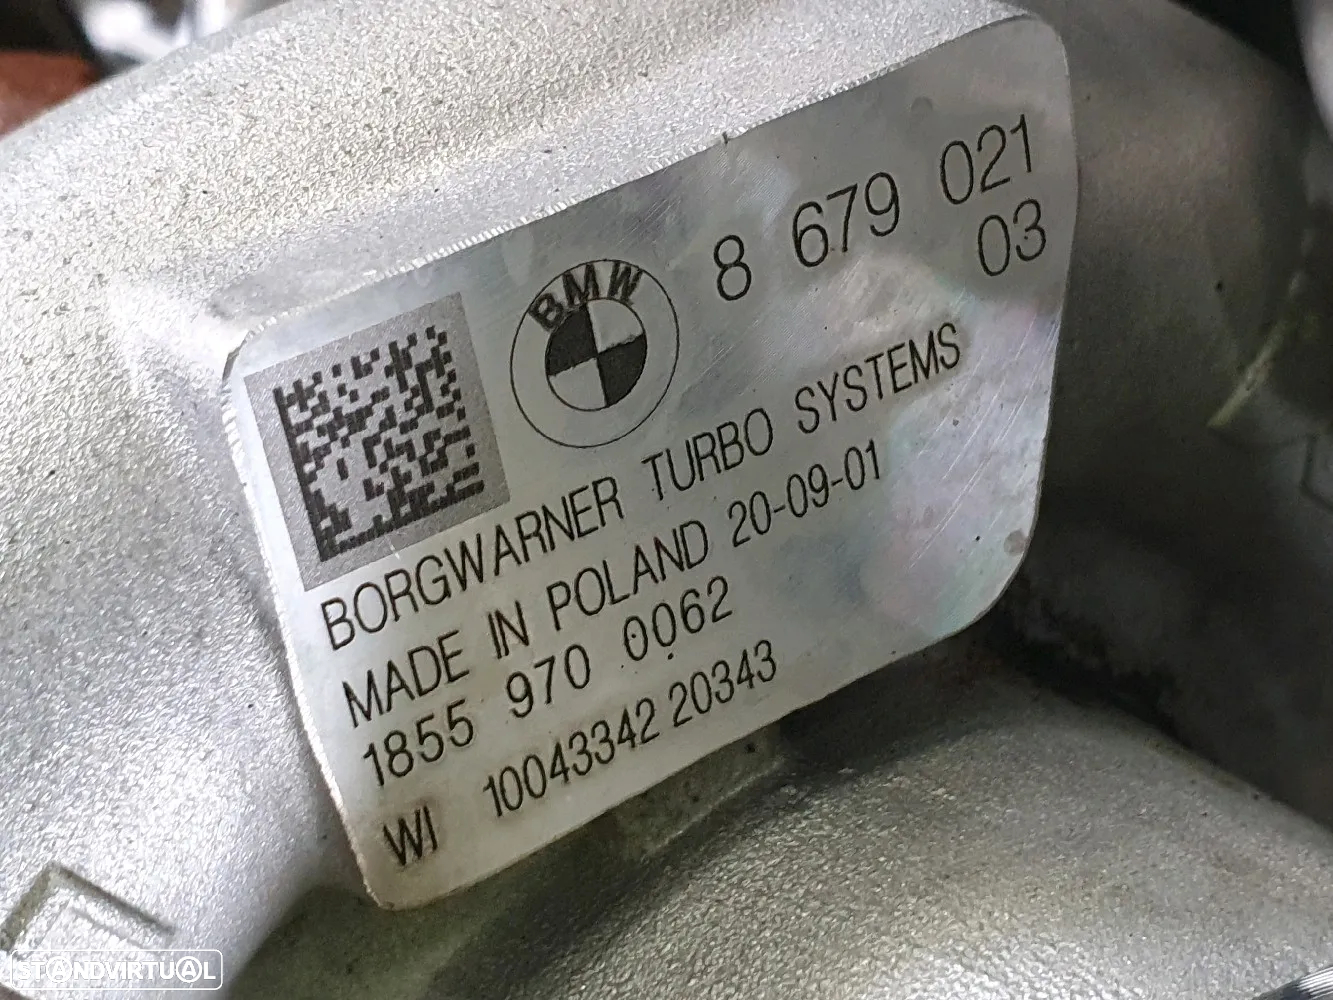 BMW
8 679 021
03
BORGWARNER TURBO SYSTEMS
MADE IN POLAND 20-09-01
1855 970 0062
WI 10043342 20343
STANDVIRTUAL